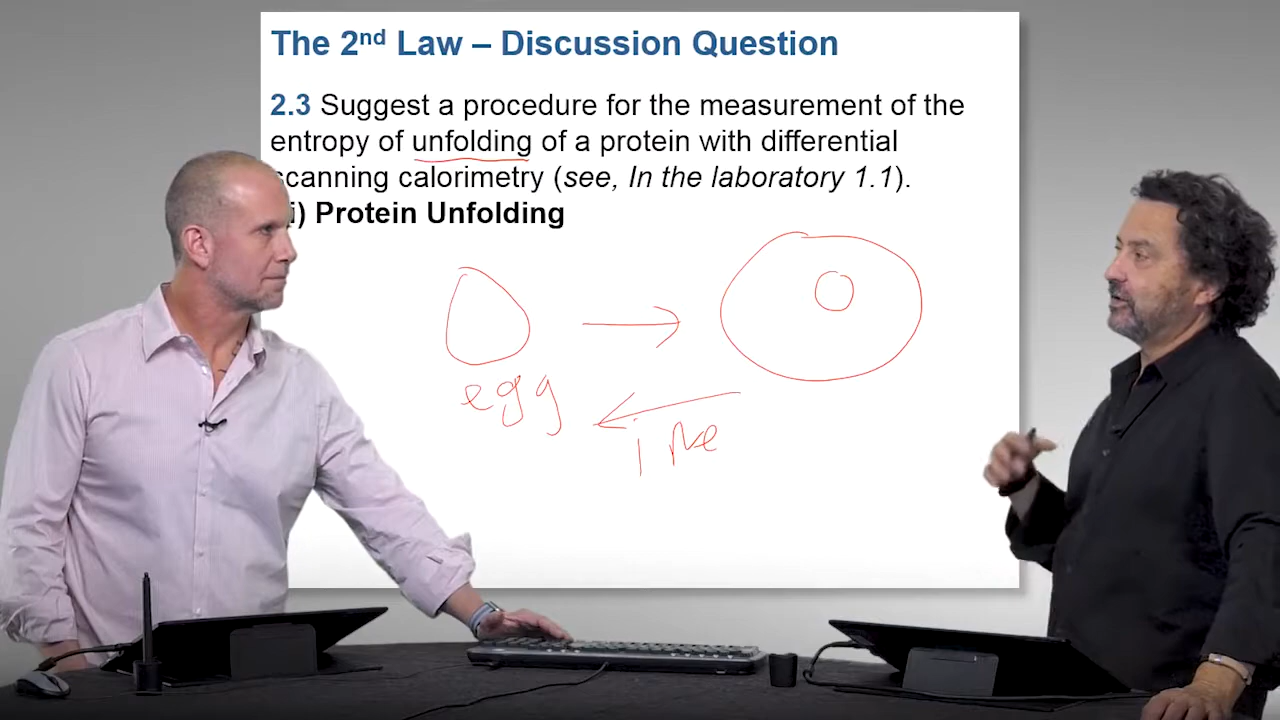 The 2nd Law – Discussion Question
2.3 Suggest a procedure for the measurement of the
entropy of unfolding of a protein with differential
scanning calorimetry (see, In the laboratory 1.1).
i) Protein Unfolding
egg